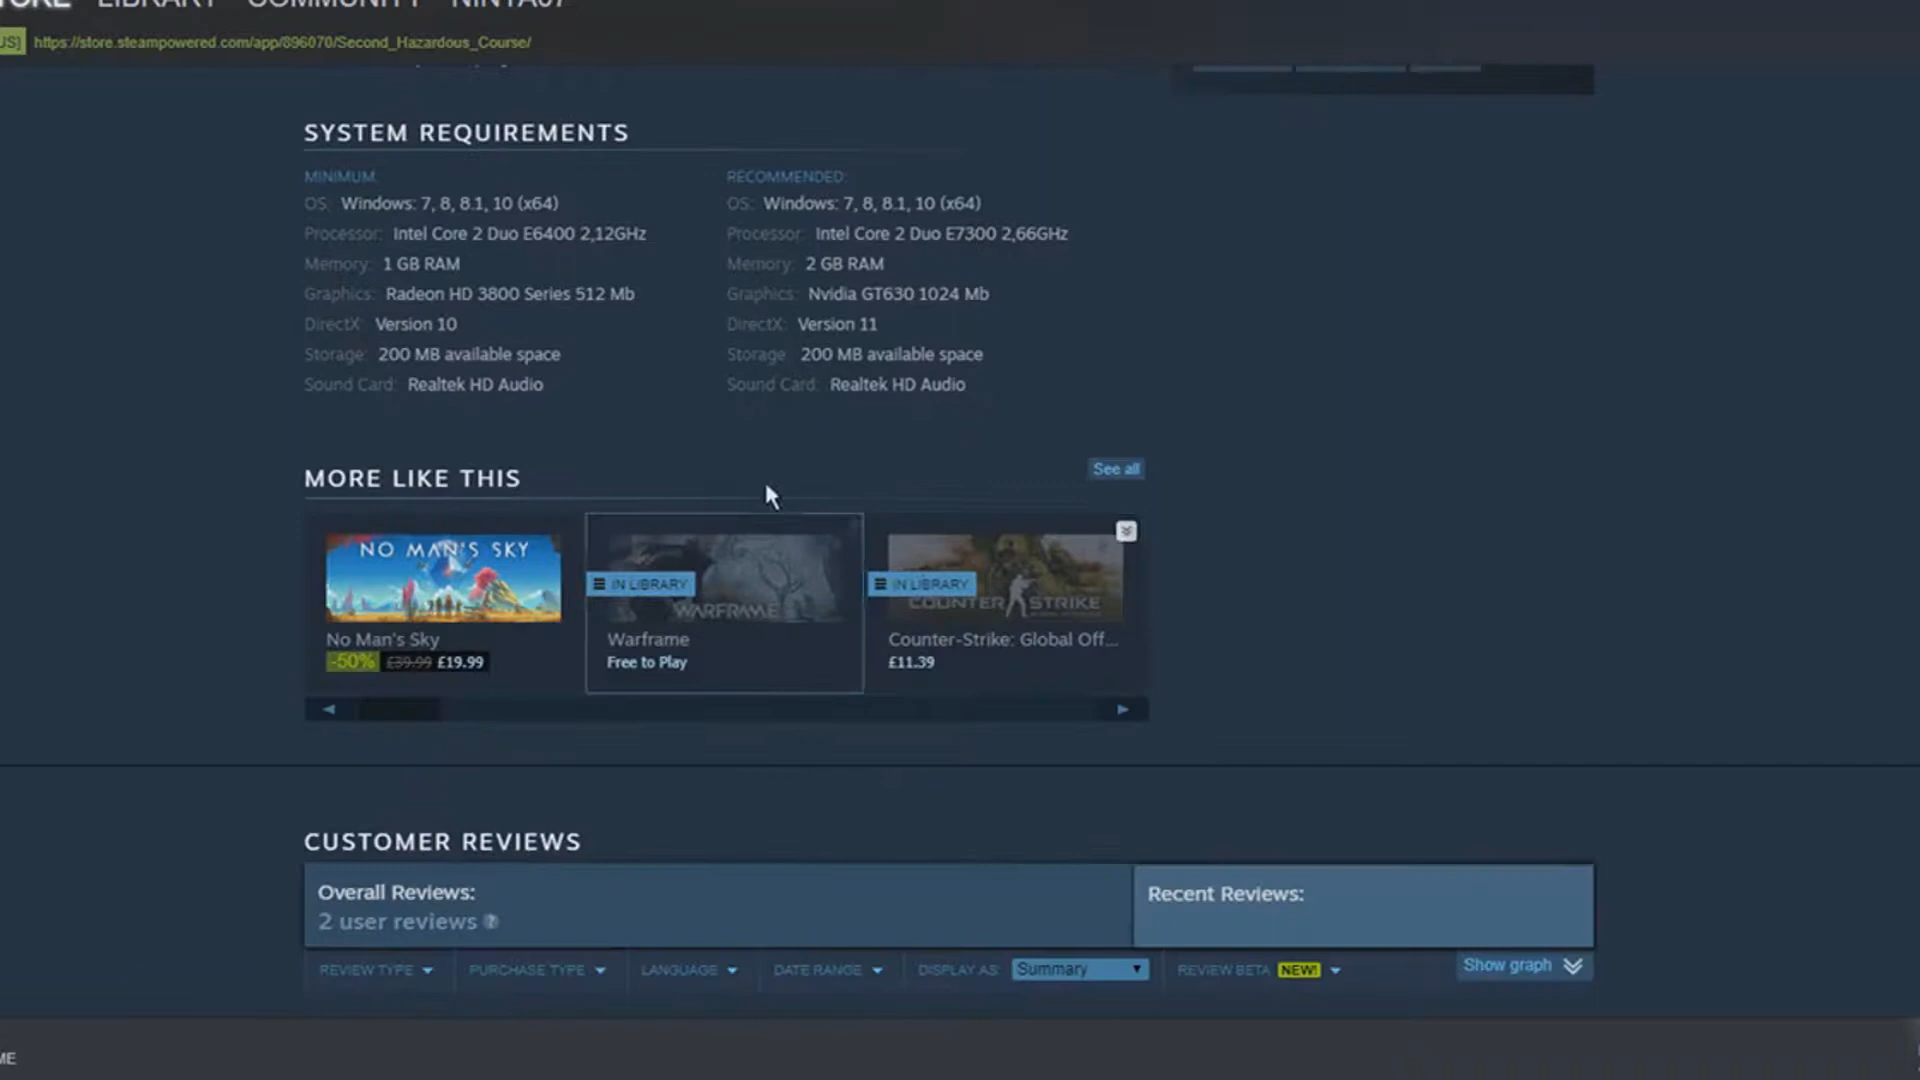 LIBRARY COMMUNITY
US] https://store.steampowered.com/app/896070/Second_Hazardous_Course/
SYSTEM REQUIREMENTS
MINIMUM:
OS: Windows: 7, 8, 8.1, 10 (x64)
Processor: Intel Core 2 Duo E6400 2,12GHz
Memory: 1 GB RAM
Graphics: Radeon HD 3800 Series 512 Mb
DirectX: Version 10
Storage: 200 MB available space
Sound Card: Realtek HD Audio
RECOMMENDED:
OS: Windows: 7, 8, 8.1, 10 (x64)
Processor: Intel Core 2 Duo E7300 2,66GHz
Memory: 2 GB RAM
Graphics: Nvidia GT630 1024 Mb
DirectX: Version 11
Storage: 200 MB available space
Sound Card: Realtek HD Audio
MORE LIKE THIS
See all
NO MAN'S SKY
No Man's Sky
-50% £39.99 £19.99
IN LIBRARY
WARFRAME
Warframe
Free to Play
IN LIBRARY
COUNTER STRIKE
Counter-Strike: Global Off...
£11.39
CUSTOMER REVIEWS
Overall Reviews:
2 user reviews ?
Recent Reviews:
REVIEW TYPE PURCHASE TYPE LANGUAGE DATE RANGE DISPLAY AS: Summary REVIEW BETA NEW! Show graph
ME